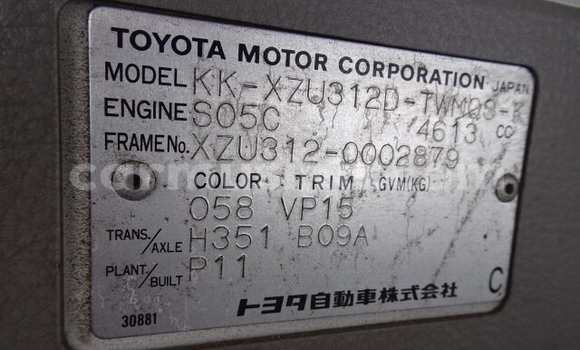 TOYOTA MOTOR CORPORATION JAPAN
MODEL KK-XZU312D-TWMQS-K
ENGINE S05C 4613 CC
FRAME No. XZU312-0002879
COLOR TRIM GVM(KG)
058 VP15
TRANS./AXLE H351 B09A
PLANT/BUILT P11
30881 トヨタ自動車株式会社 C